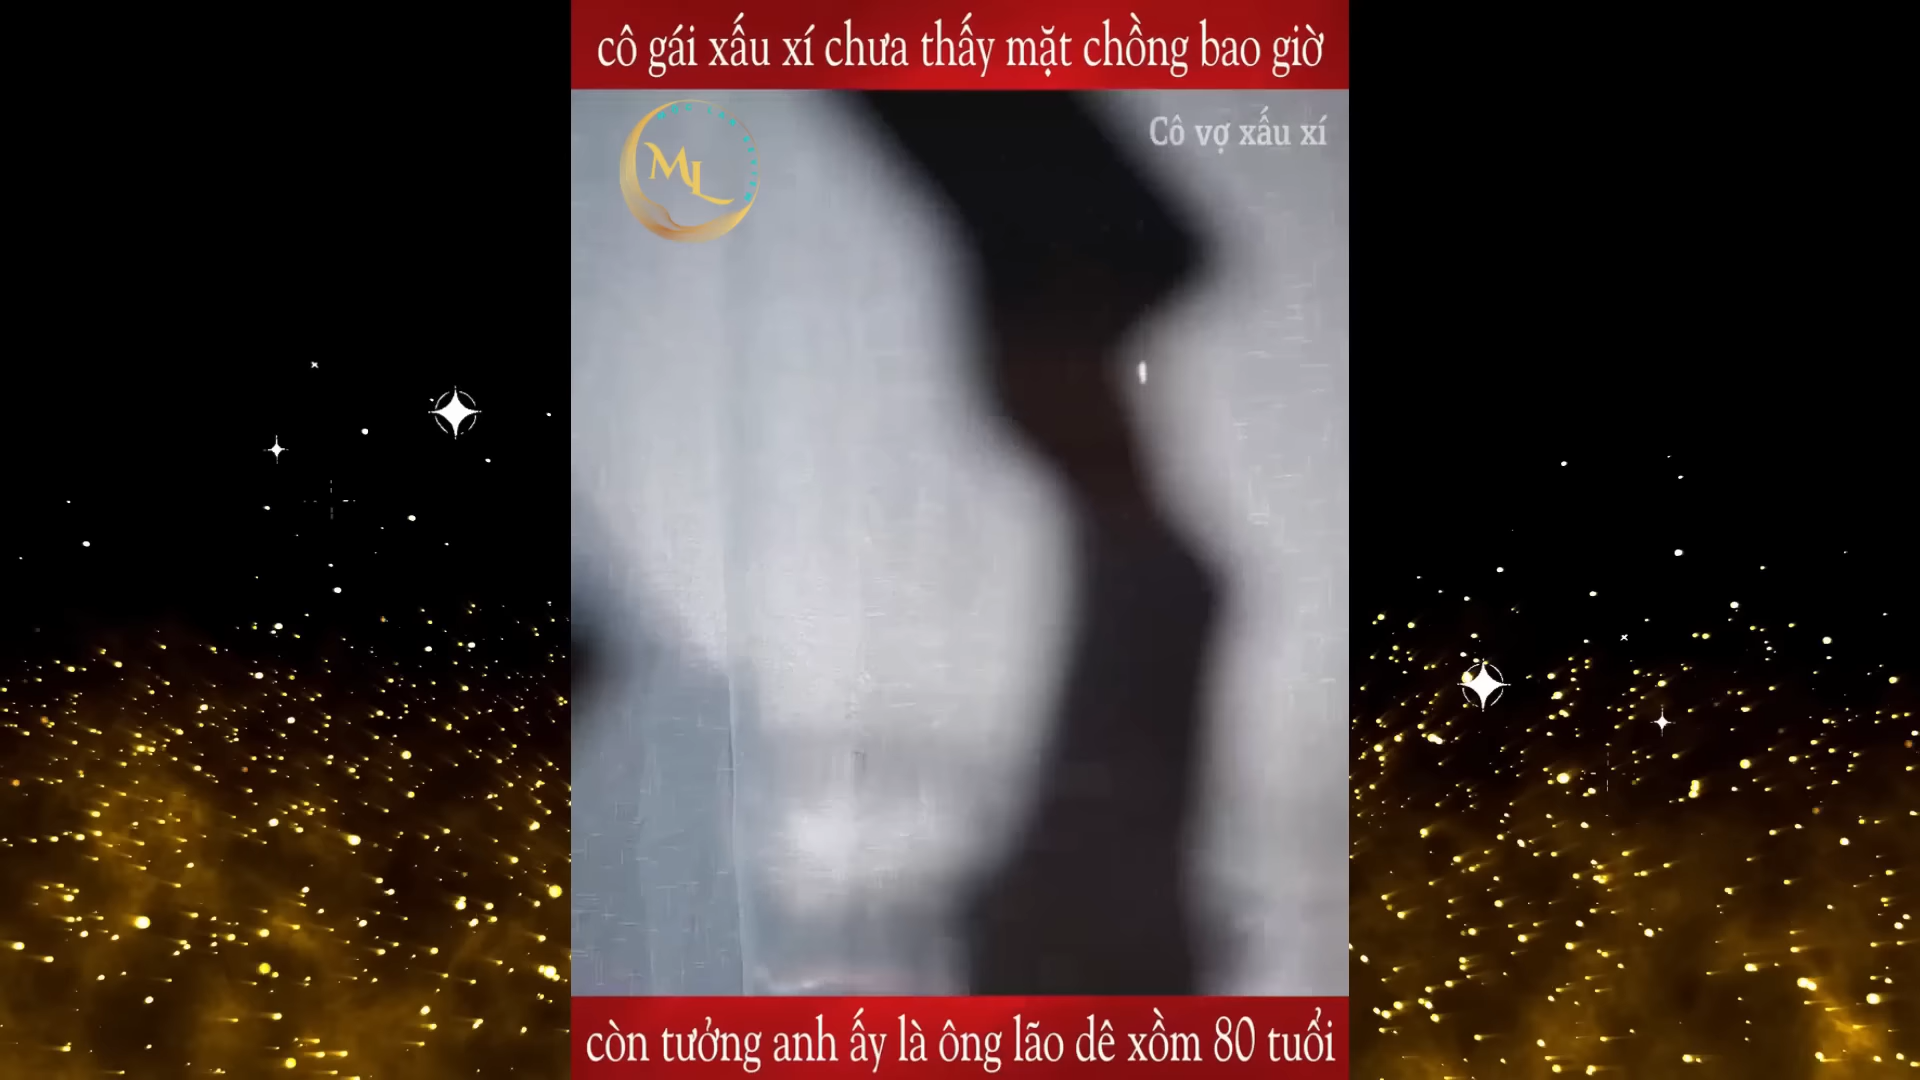 cô gái xấu xí chưa thấy mặt chồng bao giờ
Cô vợ xấu xí
ML
còn tưởng anh ấy là ông lão dê xồm 80 tuổi